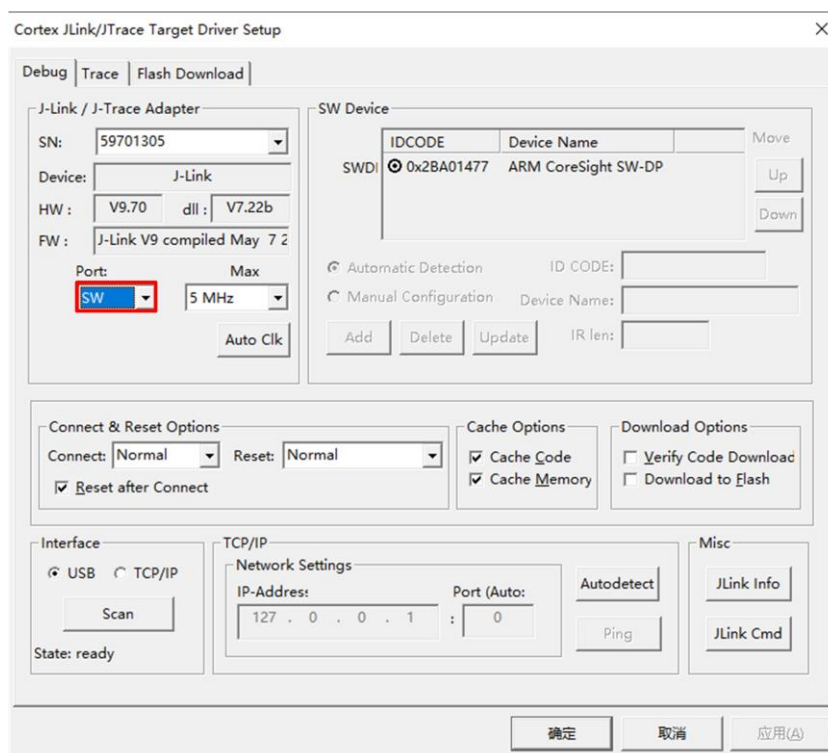 Cortex JLink/JTrace Target Driver Setup
Debug Trace Flash Download
J-Link / J-Trace Adapter
SN: 59701305
Device: J-Link
HW : V9.70 dll : V7.22b
FW : J-Link V9 compiled May 7 2
Port: Max
SW 5 MHz
Auto Clk
SW Device
IDCODE Device Name
SWDI 0x2BA01477 ARM CoreSight SW-DP
Move
Up
Down
Automatic Detection ID CODE:
Manual Configuration Device Name:
Add Delete Update IR len:
Connect & Reset Options
Connect: Normal Reset: Normal
Reset after Connect
Cache Options
Cache Code
Cache Memory
Download Options
Verify Code Download
Download to Flash
Interface
USB TCP/IP
Scan
State: ready
TCP/IP
Network Settings
IP-Address: Port (Auto:
127 . 0 . 0 . 1 : 0
Autodetect
Ping
Misc
JLink Info
JLink Cmd
确定 取消 应用(A)